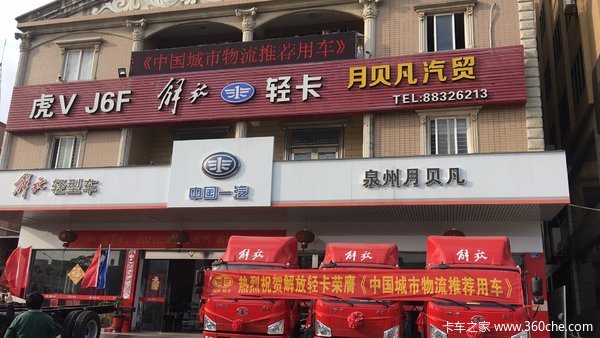 《中国城市物流推荐用车》
虎V J6F 解放 轻卡 月贝凡汽贸
TEL:88326213
解放 轻型车
中国一汽
泉州月贝凡
解放 解放 解放
热烈祝贺解放轻卡荣膺《中国城市物流推荐用车》
卡车之家 www.360che.com